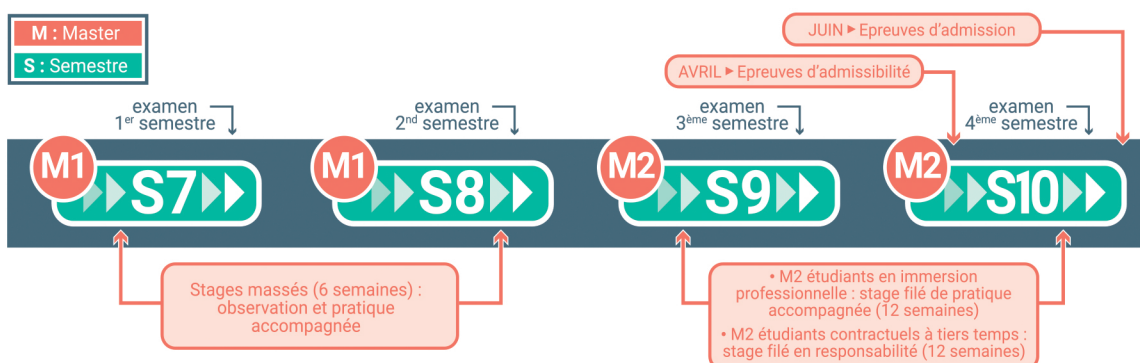 M : Master
S : Semestre
JUIN ▶ Epreuves d'admission
AVRIL ▶ Epreuves d'admissibilité
examen
1er semestre
examen
2nd semestre
examen
3ème semestre
examen
4ème semestre
M1
S7
M1
S8
M2
S9
M2
S10
Stages massés (6 semaines) :
observation et pratique
accompagnée
• M2 étudiants en immersion
professionnelle : stage filé de pratique
accompagnée (12 semaines)
• M2 étudiants contractuels à tiers temps :
stage filé en responsabilité (12 semaines)